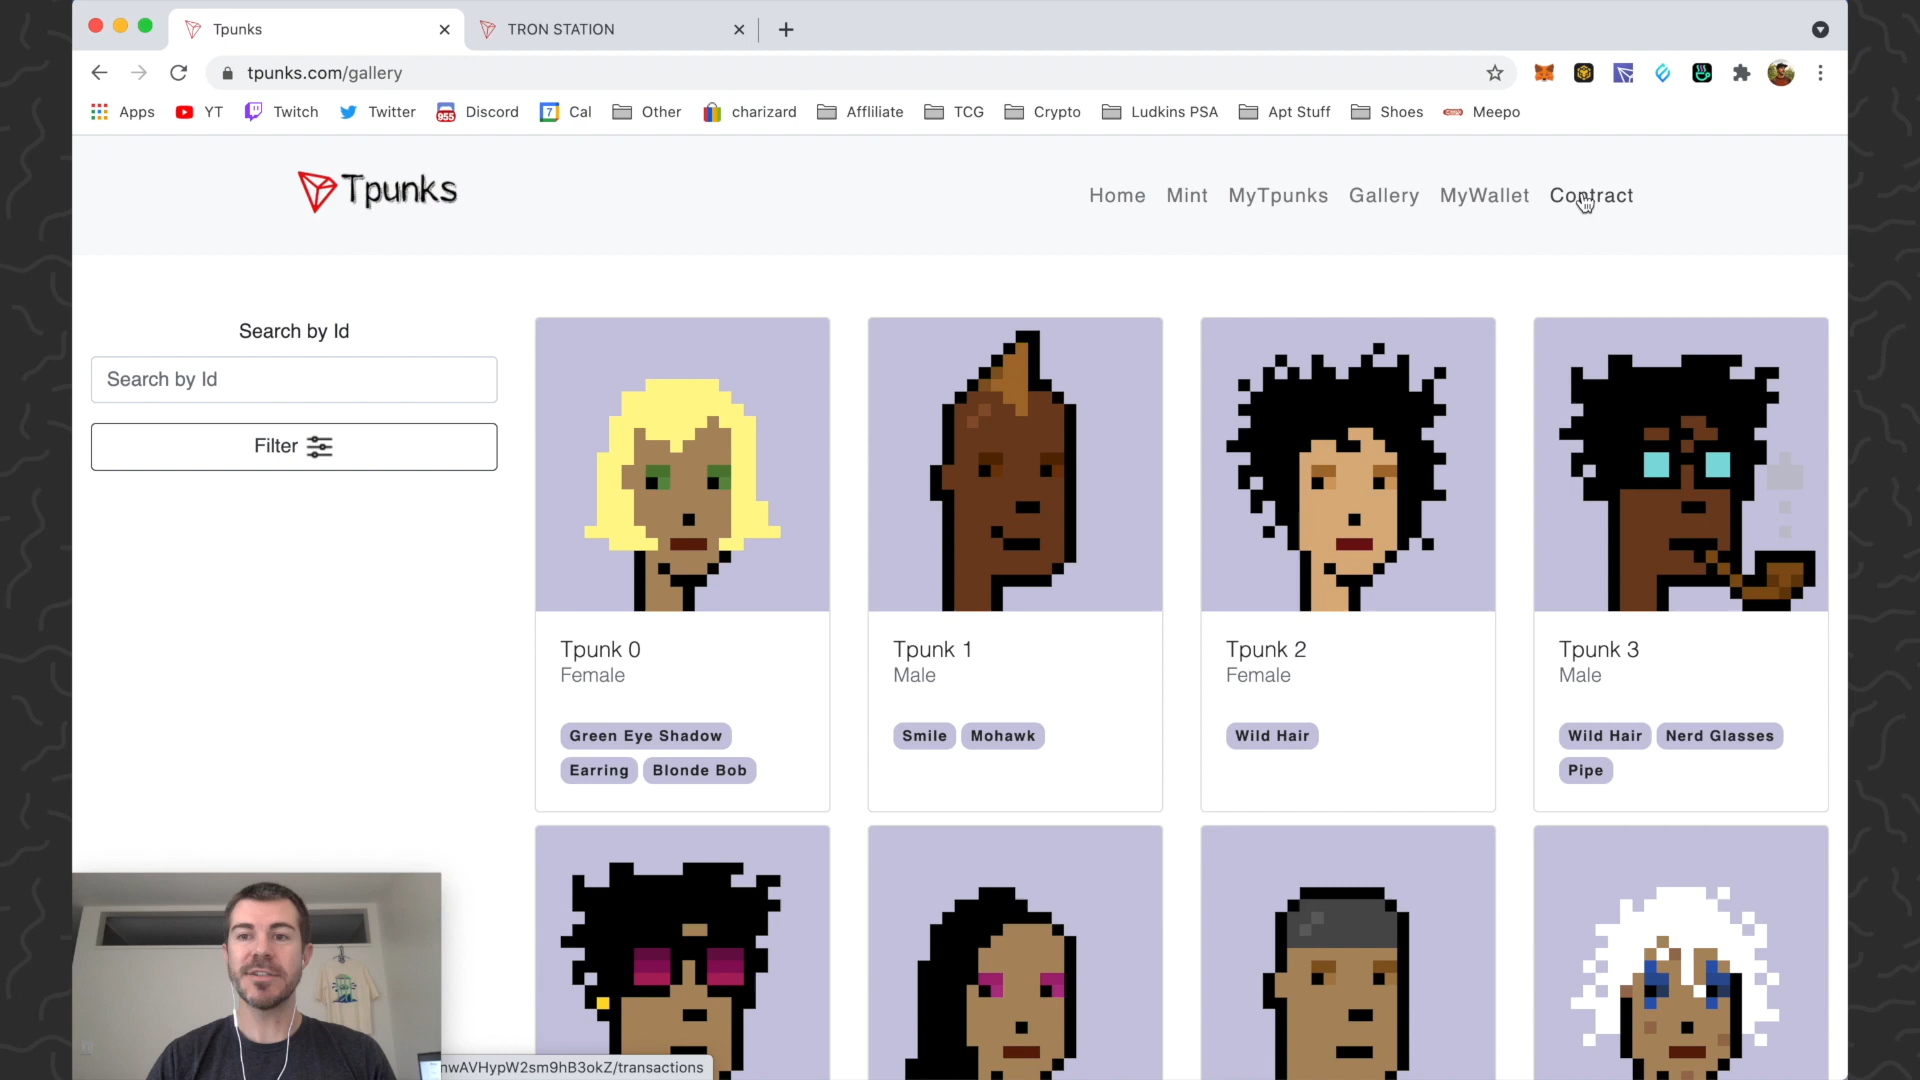 Tpunks
TRON STATION
tpunks.com/gallery
Apps
YT
Twitch
Twitter
955
Discord
7
Cal
Other
charizard
Affliliate
TCG
Crypto
Ludkins PSA
Apt Stuff
Shoes
Meepo
Tpunks
Home
Mint
MyTpunks
Gallery
MyWallet
Contract
Search by Id
Search by Id
Filter
Tpunk 0
Female
Green Eye Shadow
Earring
Blonde Bob
Tpunk 1
Male
Smile
Mohawk
Tpunk 2
Female
Wild Hair
Tpunk 3
Male
Wild Hair
Nerd Glasses
Pipe
nwAVHypW2sm9hB3okZ/transactions